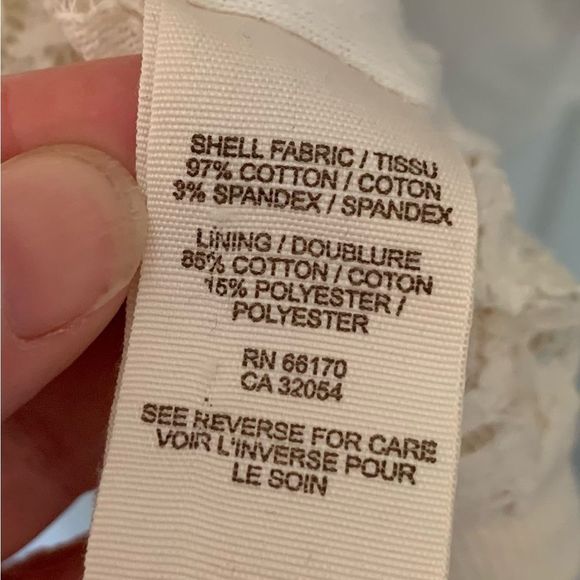 SHELL FABRIC / TISSU
97% COTTON / COTON
3% SPANDEX / SPANDEX
LINING / DOUBLURE
85% COTTON / COTON
15% POLYESTER /
POLYESTER
RN 66170
CA 32054
SEE REVERSE FOR CARE
VOIR L'INVERSE POUR
LE SOIN